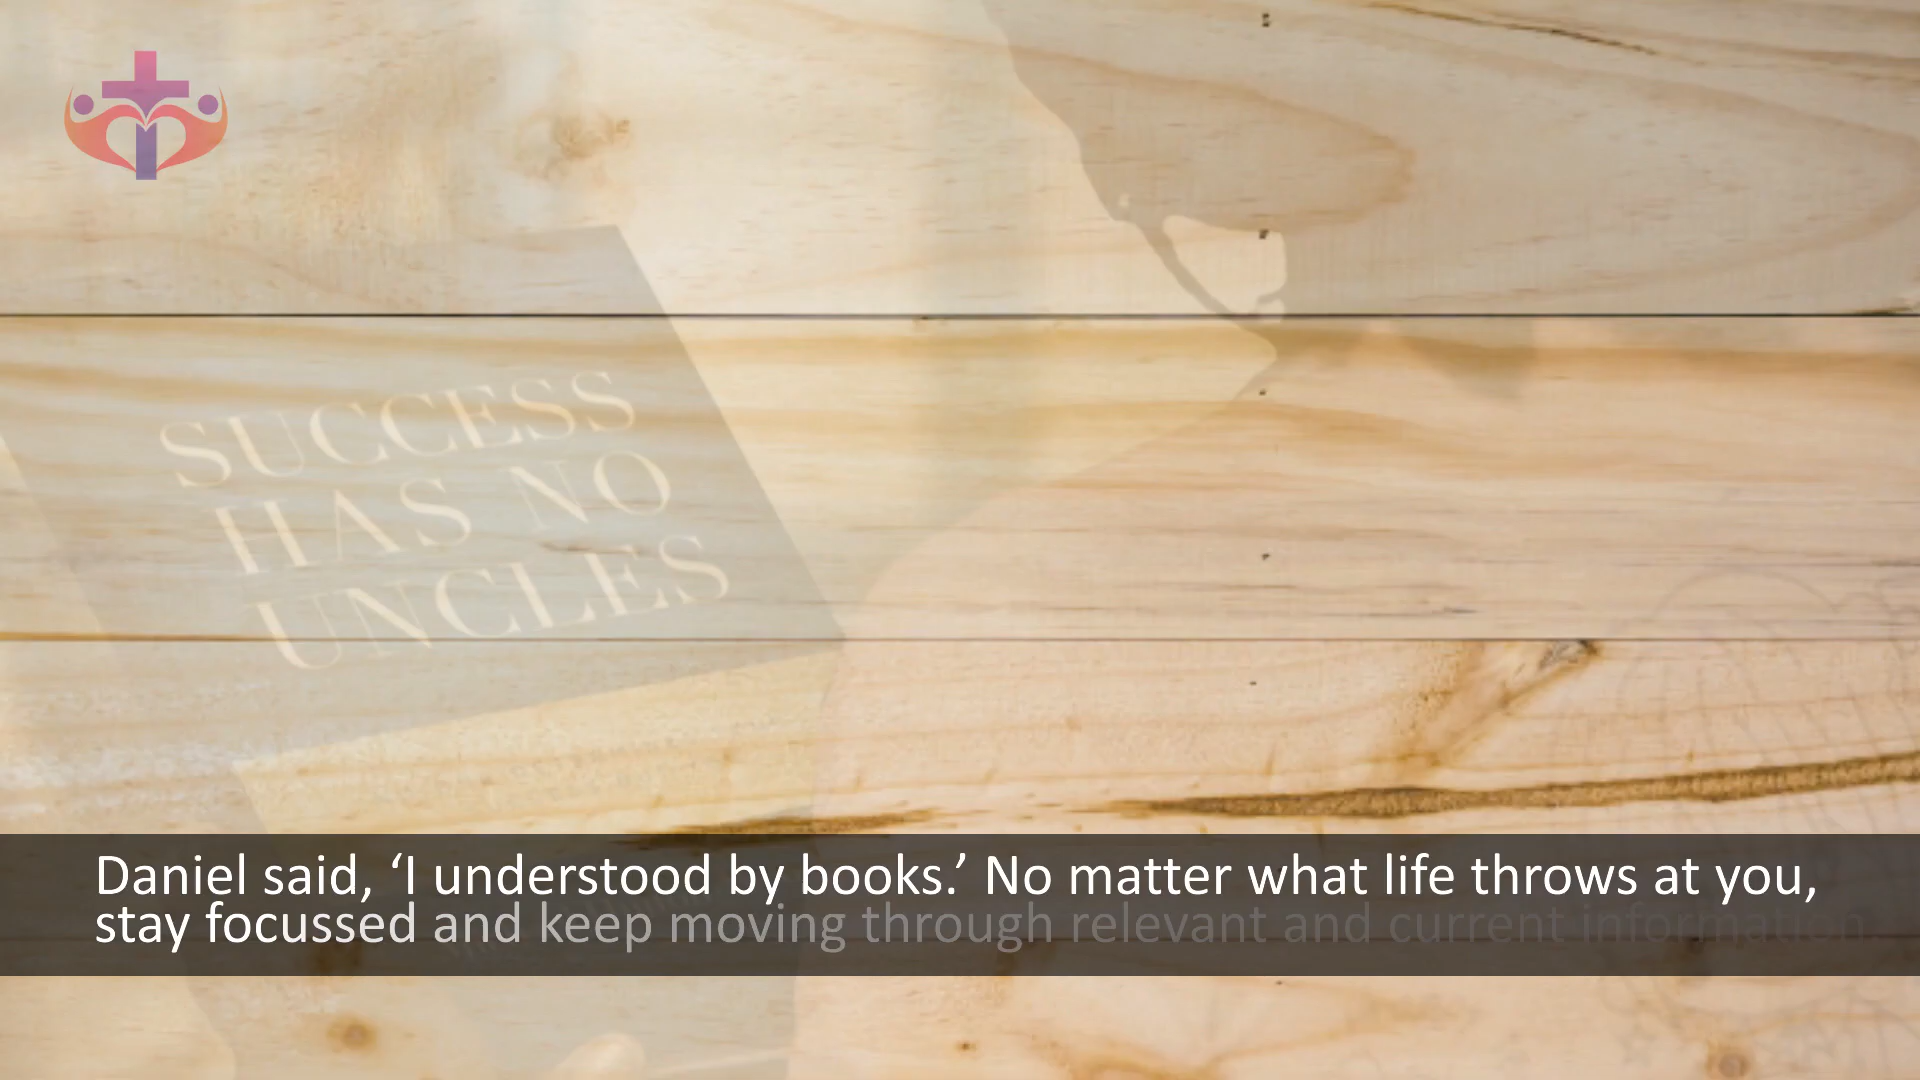 SUCCESS
HAS NO
UNCLES
Daniel said, ‘I understood by books.’ No matter what life throws at you,
stay focussed and keep moving through relevant and current information.